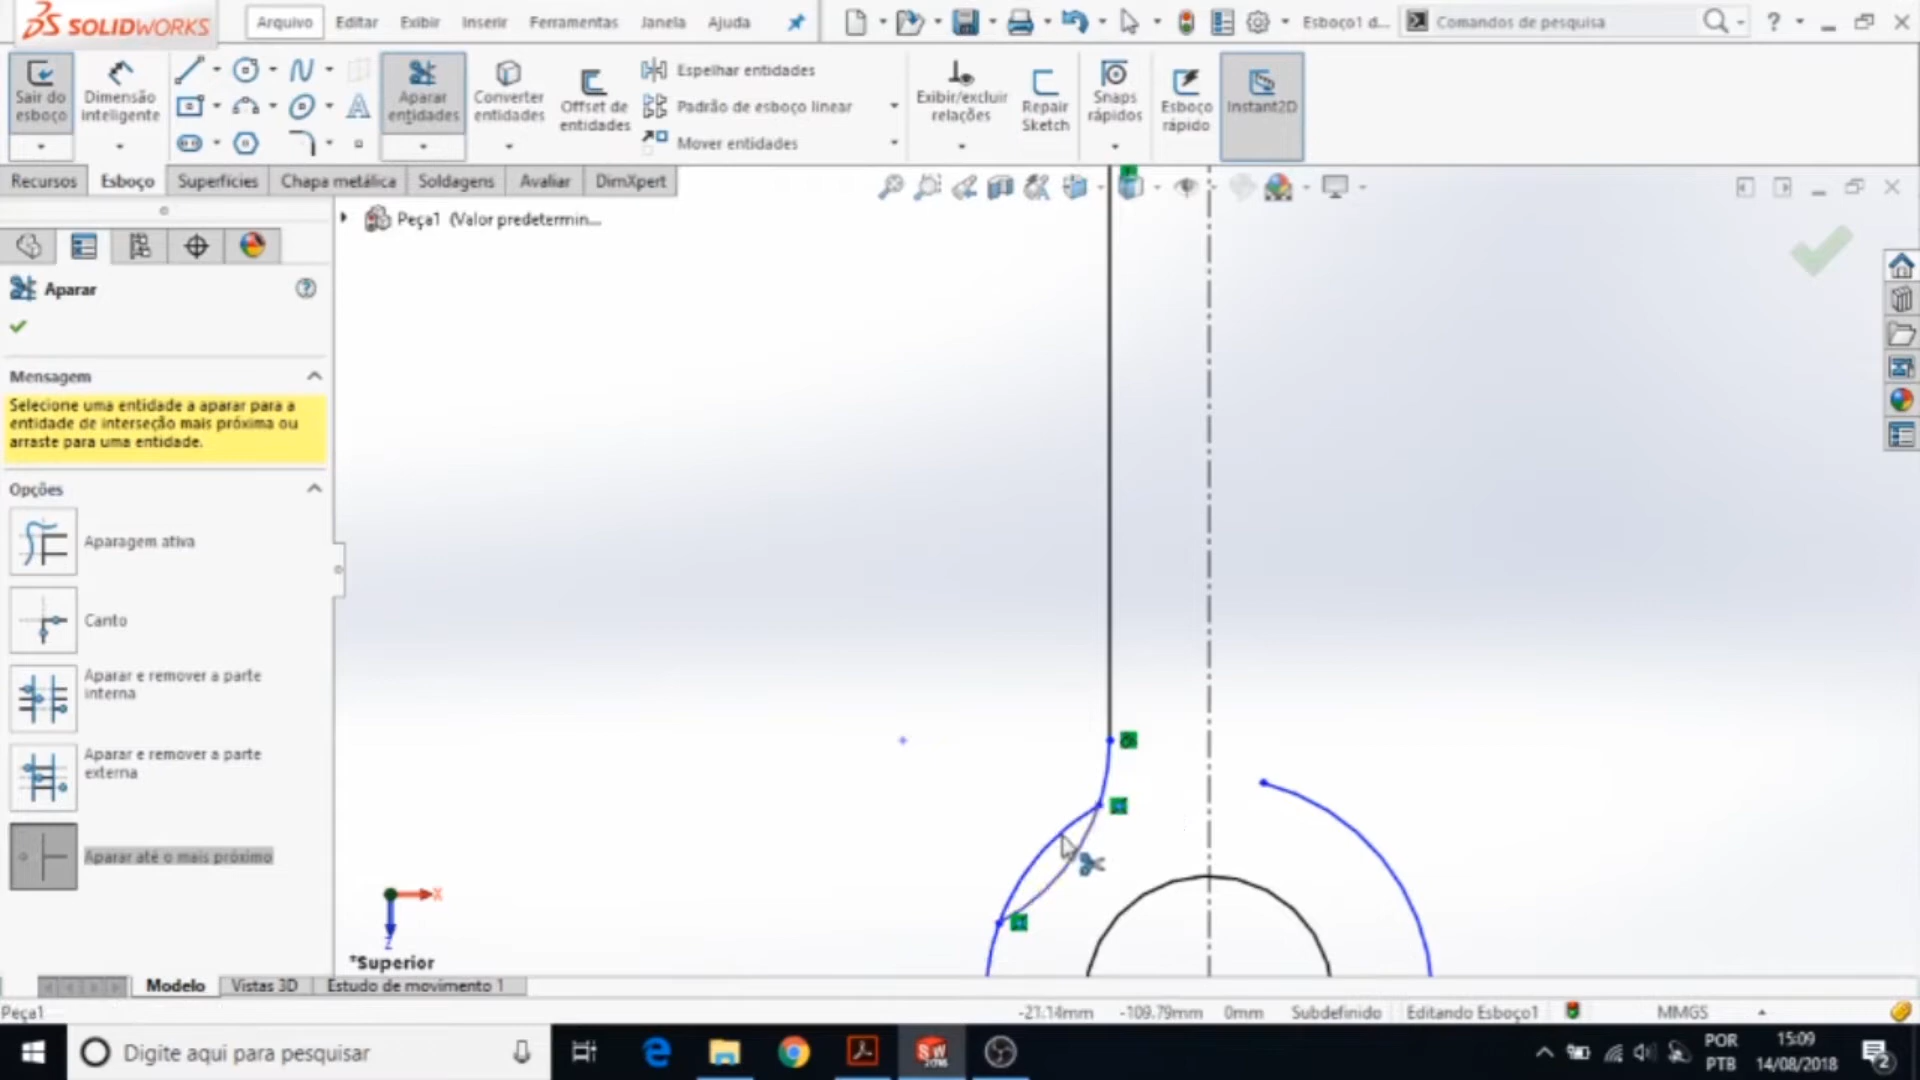 SOLIDWORKS
Arquivo Editar Exibir Inserir Ferramentas Janela Ajuda
Esboço1 d...
Comandos de pesquisa
Sair do esboço
Dimensão inteligente
Aparar entidades
Converter entidades
Offset de entidades
Espelhar entidades
Padrão de esboço linear
Mover entidades
Exibir/excluir relações
Repair Sketch
Snaps rápidos
Esboço rápido
Instant2D
Recursos Esboço Superfícies Chapa metálica Soldagens Avaliar DimXpert
Peça1 (Valor predetermin...
Aparar
Mensagem
Selecione uma entidade a aparar para a
entidade de interseção mais próxima ou
arraste para uma entidade.
Opções
Aparagem ativa
Canto
Aparar e remover a parte
interna
Aparar e remover a parte
externa
Aparar até o mais próximo
X
Z
*Superior
Modelo Vistas 3D Estudo de movimento 1
Peça1
-21.14mm -109.79mm 0mm Subdefinido Editando Esboço1 MMGS
Digite aqui para pesquisar
POR
PTB
15:09
14/08/2018
2